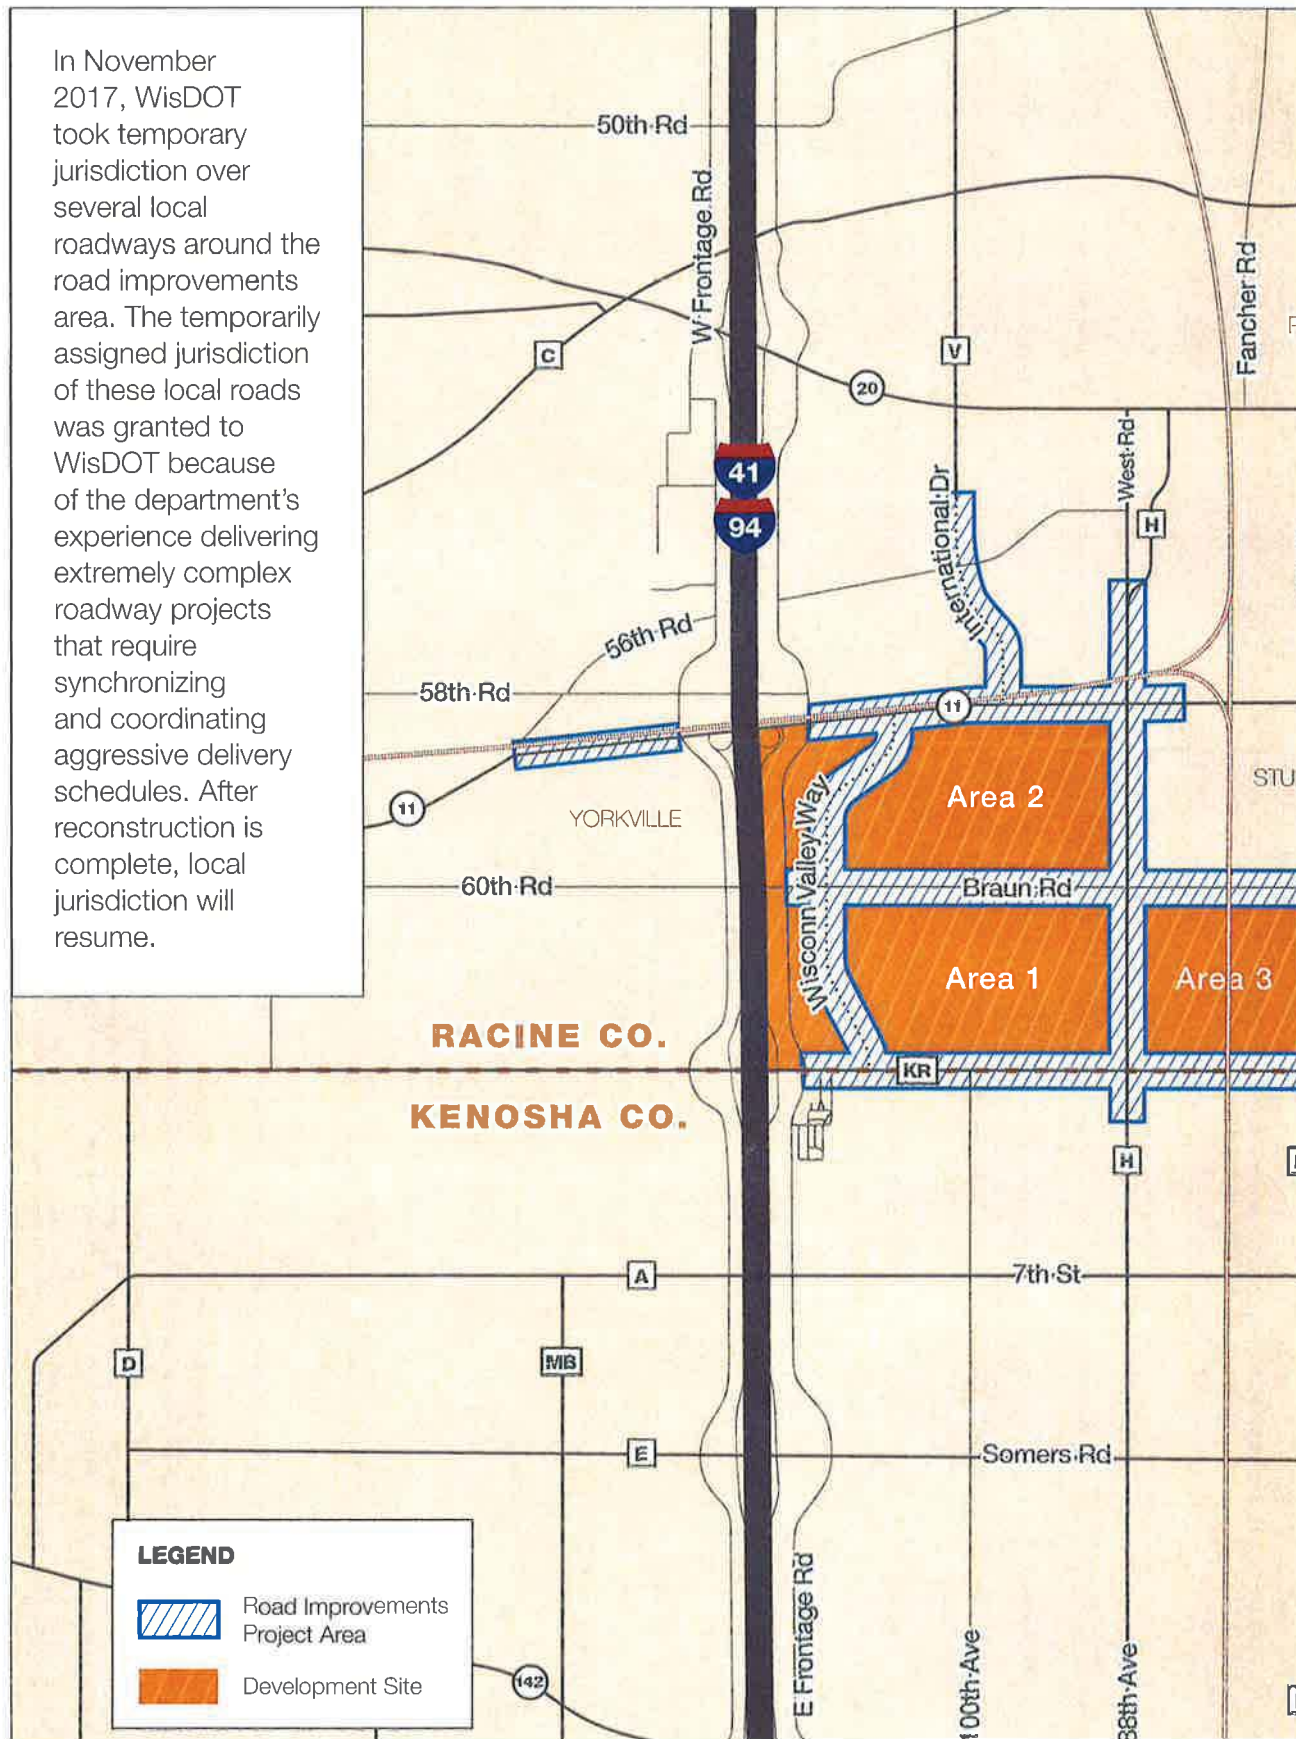 In November
2017, WisDOT
took temporary
jurisdiction over
several local
roadways around the
road improvements
area. The temporarily
assigned jurisdiction
of these local roads
was granted to
WisDOT because
of the department's
experience delivering
extremely complex
roadway projects
that require
synchronizing
and coordinating
aggressive delivery
schedules. After
reconstruction is
complete, local
jurisdiction will
resume.
50th Rd
W Frontage Rd
Fancher Rd
C
V
20
41
94
West Rd
H
International Dr
56th Rd
58th Rd
11
11
YORKVILLE
STU
Area 2
Wisconn Valley Way
60th Rd
Braun Rd
Area 1
Area 3
RACINE CO.
KR
KENOSHA CO.
H
A
7th St
D
MB
E
Somers Rd
LEGEND
Road Improvements
Project Area
Development Site
142
E Frontage Rd
100th Ave
88th Ave